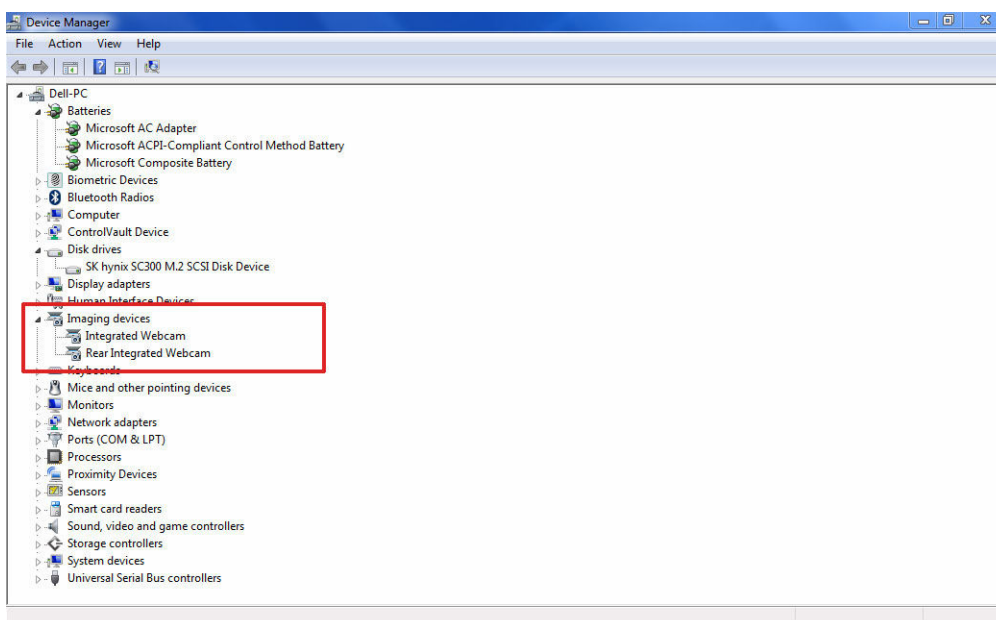 Device Manager
File Action View Help
Dell-PC
Batteries
Microsoft AC Adapter
Microsoft ACPI-Compliant Control Method Battery
Microsoft Composite Battery
Biometric Devices
Bluetooth Radios
Computer
ControlVault Device
Disk drives
SK hynix SC300 M.2 SCSI Disk Device
Display adapters
Human Interface Devices
Imaging devices
Integrated Webcam
Rear Integrated Webcam
Keyboards
Mice and other pointing devices
Monitors
Network adapters
Ports (COM & LPT)
Processors
Proximity Devices
Sensors
Smart card readers
Sound, video and game controllers
Storage controllers
System devices
Universal Serial Bus controllers